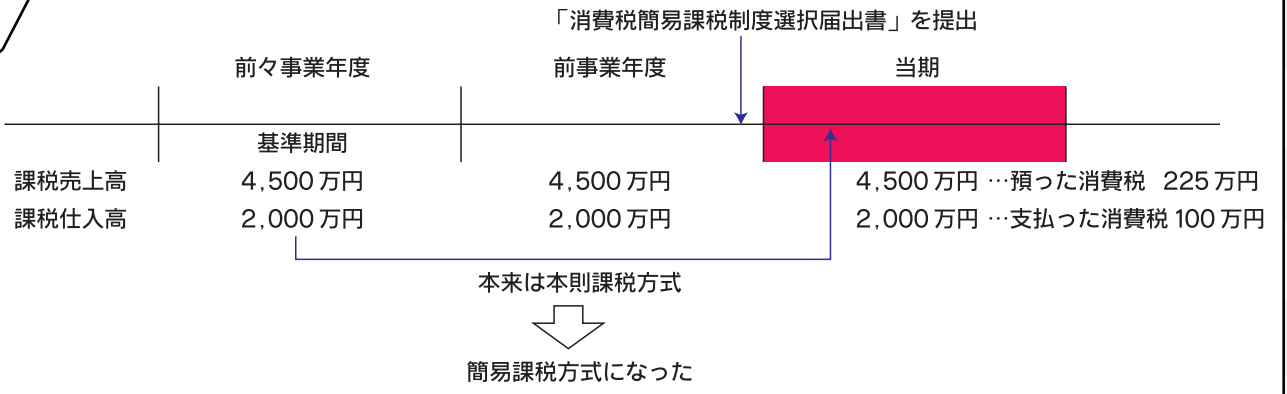 「消費税簡易課税制度選択届出書」を提出
前々事業年度 前事業年度 当期
基準期間
課税売上高 4,500万円 4,500万円 4,500万円 …預った消費税 225万円
課税仕入高 2,000万円 2,000万円 2,000万円 …支払った消費税 100万円
本来は本則課税方式
簡易課税方式になった